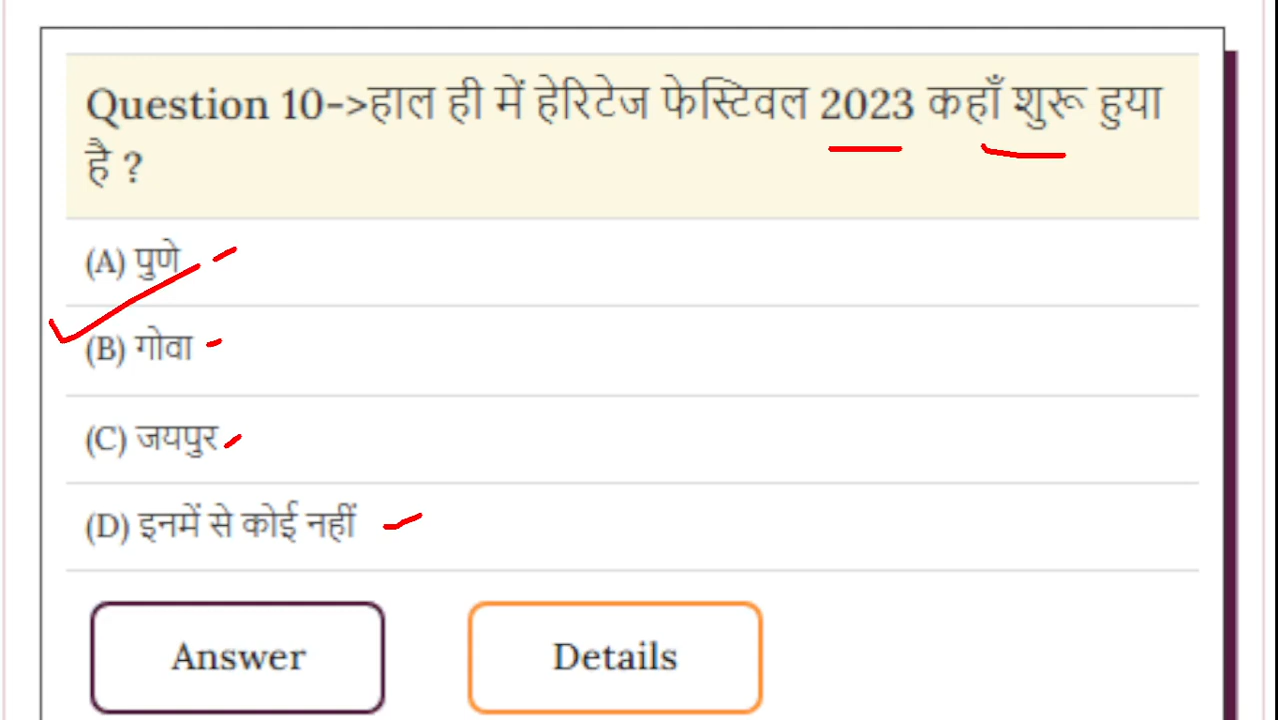 Question 10->हाल ही में हेरिटेज फेस्टिवल 2023 कहाँ शुरू हुया
है ?
(A) पुणे
(B) गोवा
(C) जयपुर
(D) इनमें से कोई नहीं
Answer
Details